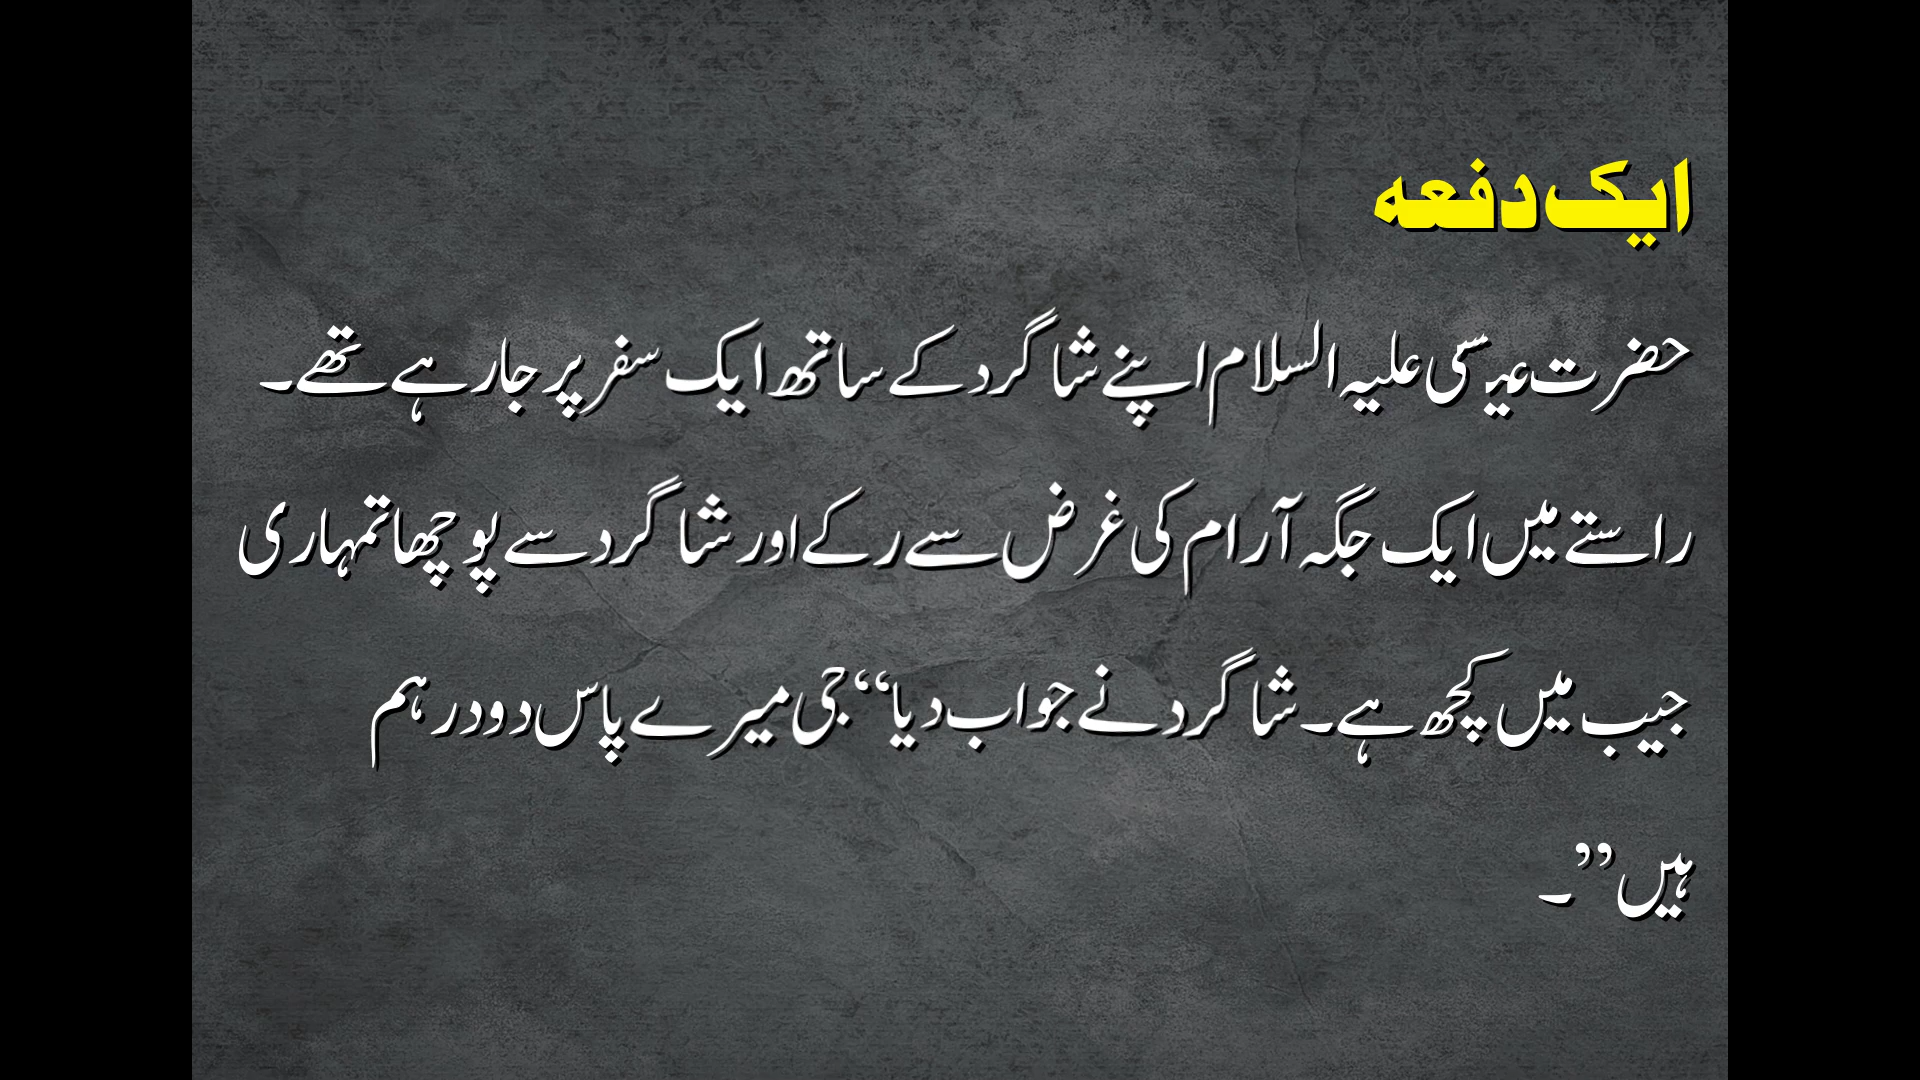 ایک دفعہ
حضرت عیسی علیہ السلام اپنے شاگرد کے ساتھ ایک سفر پر جا رہے تھے۔
راستے میں ایک جگہ آرام کی غرض سے رکے اور شاگرد سے پوچھا تمہاری
جیب میں کچھ ہے۔ شاگرد نے جواب دیا “جی میرے پاس دو درہم
ہیں”۔